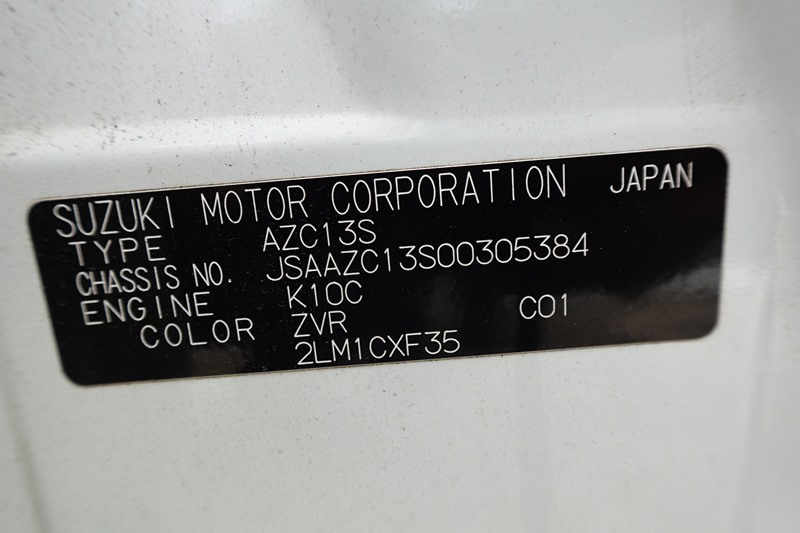 SUZUKI MOTOR CORPORATION JAPAN
TYPE AZC13S
CHASSIS NO. JSAAZC13S00305384
ENGINE K10C
COLOR ZVR C01
2LM1CXF35